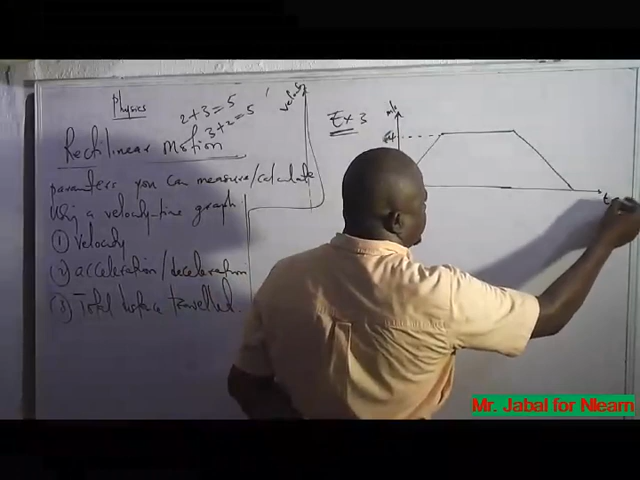 Physics
2+3=5
3+2=5
Rectilinear Motion
parameters you can measure/calculate
Using a velocity-time graph
① velocity
② acceleration/deceleration
③ Total distance travelled.
Ex 3
m/s
t
Mr. Jabal for Nlearn